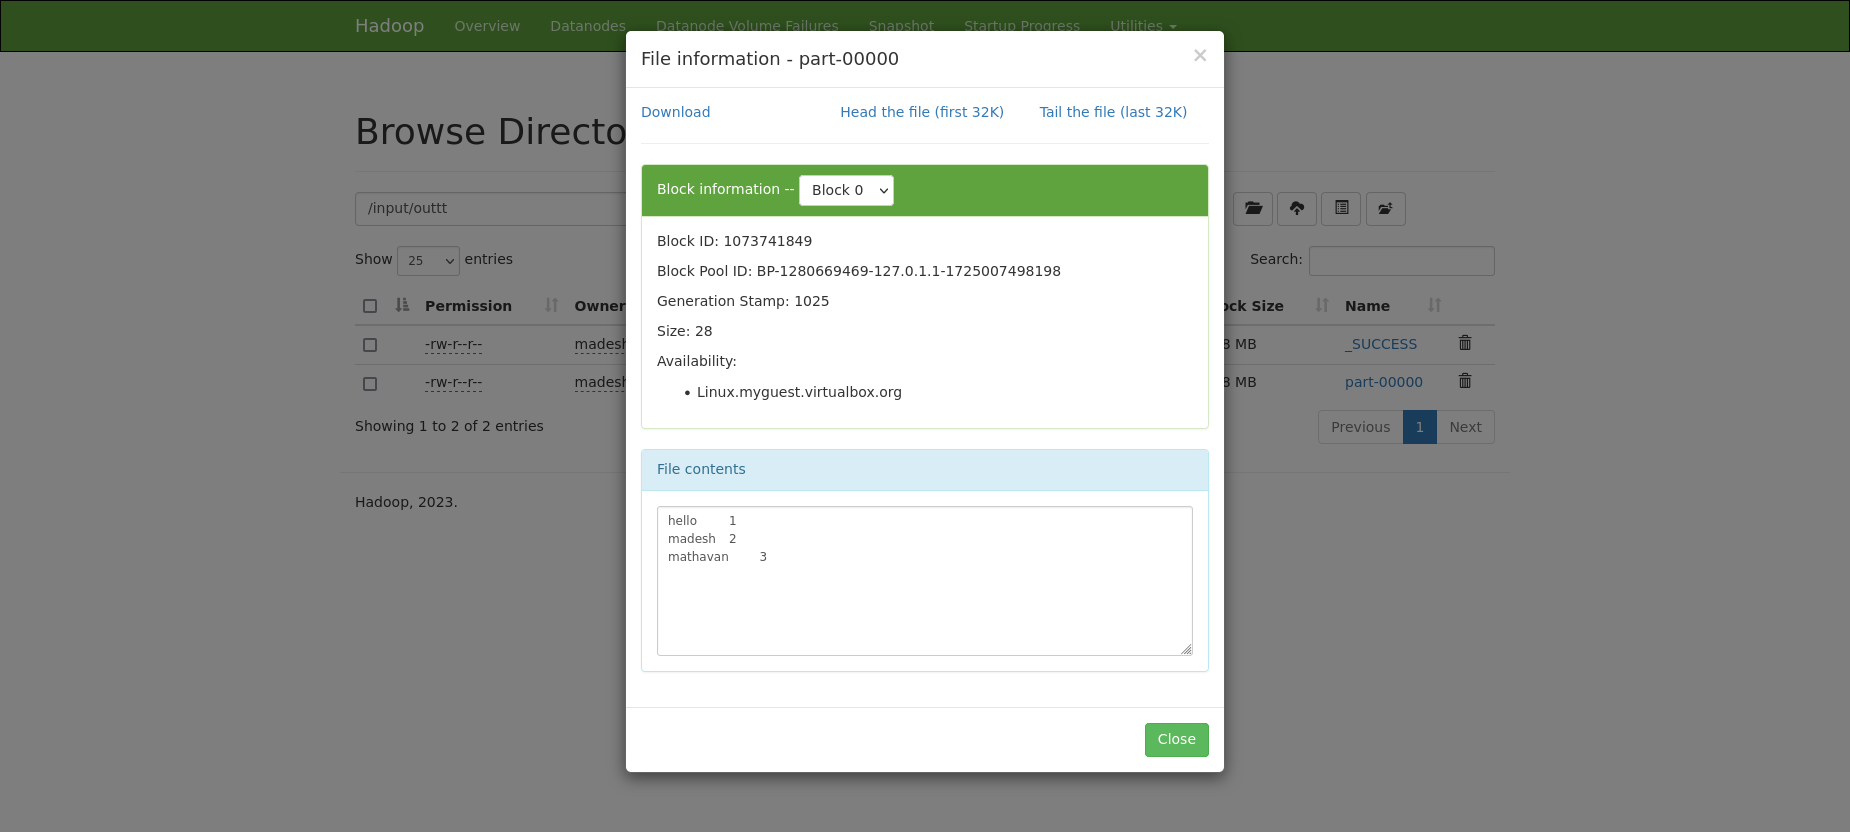 Hadoop Overview Datanodes Datanode Volume Failures Snapshot Startup Progress Utilities
File information - part-00000 ×
Download Head the file (first 32K) Tail the file (last 32K)
Browse Directo
Block information -- Block 0
/input/outtt
Block ID: 1073741849
Show 25 entries Search:
Block Pool ID: BP-1280669469-127.0.1.1-1725007498198
Generation Stamp: 1025
Permission Owner ock Size Name
Size: 28
-rw-r--r-- madesh 8 MB _SUCCESS
Availability:
-rw-r--r-- madesh 8 MB part-00000
• Linux.myguest.virtualbox.org
Showing 1 to 2 of 2 entries Previous 1 Next
File contents
Hadoop, 2023.
hello 1
madesh 2
mathavan 3
Close